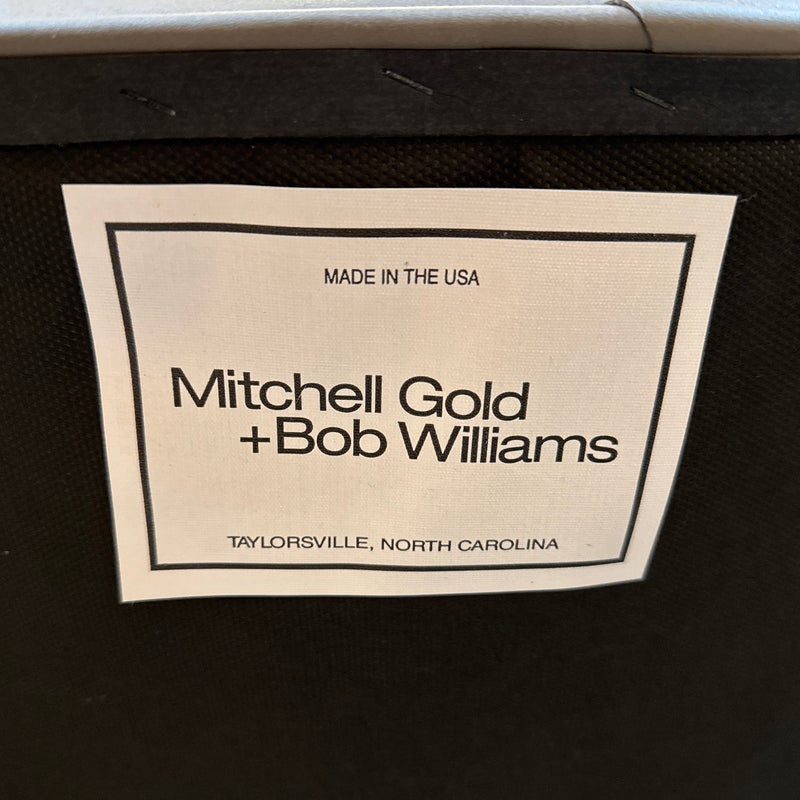 MADE IN THE USA
Mitchell Gold
+Bob Williams
TAYLORSVILLE, NORTH CAROLINA